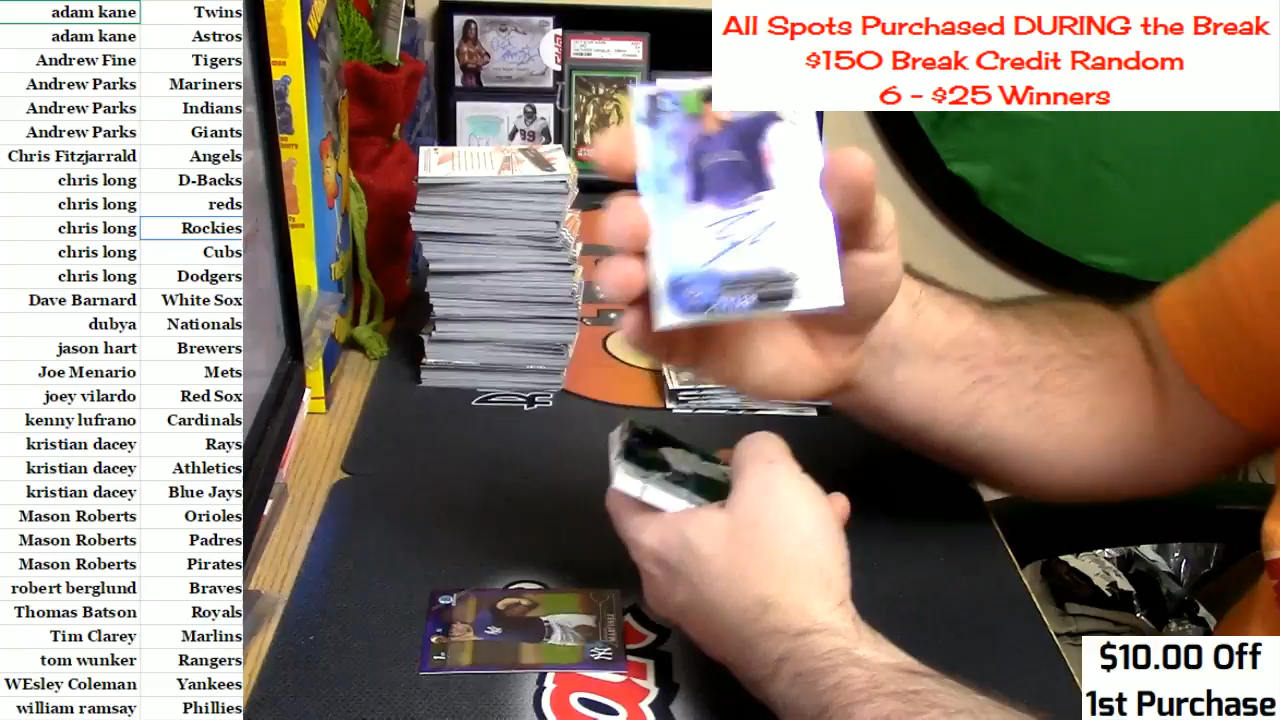 adam kane Twins
adam kane Astros
Andrew Fine Tigers
Andrew Parks Mariners
Andrew Parks Indians
Andrew Parks Giants
Chris Fitzjarrald Angels
chris long D-Backs
chris long reds
chris long Rockies
chris long Cubs
chris long Dodgers
Dave Barnard White Sox
dubya Nationals
jason hart Brewers
Joe Menario Mets
joey vilardo Red Sox
kenny lufrano Cardinals
kristian dacey Rays
kristian dacey Athletics
kristian dacey Blue Jays
Mason Roberts Orioles
Mason Roberts Padres
Mason Roberts Pirates
robert berglund Braves
Thomas Batson Royals
Tim Clarey Marlins
tom wunker Rangers
WEsley Coleman Yankees
william ramsay Phillies
All Spots Purchased DURING the Break
$150 Break Credit Random
6 - $25 Winners
$10.00 Off
1st Purchase